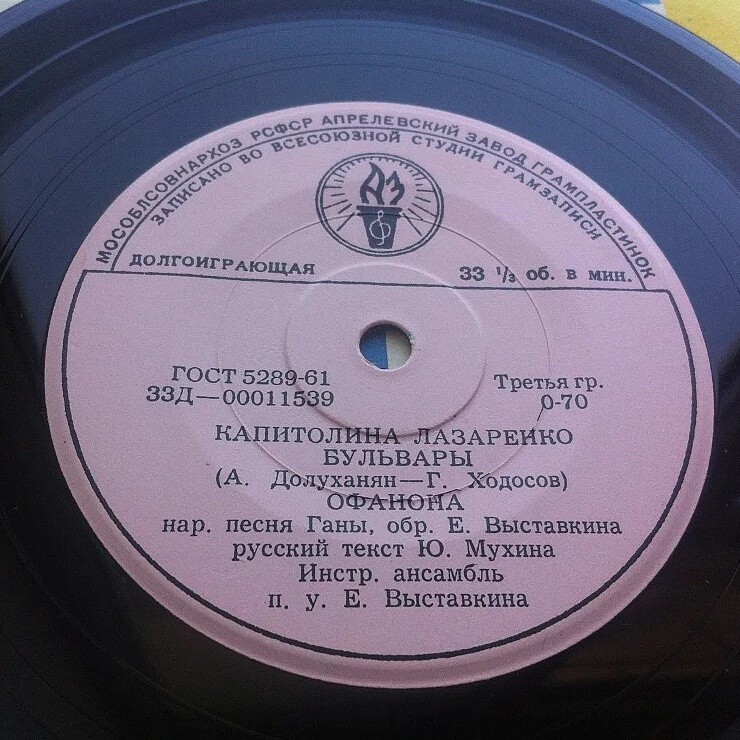 МОСОБЛСОВНАРХОЗ РСФСР АПРЕЛЕВСКИЙ ЗАВОД ГРАМПЛАСТИНОК
ЗАПИСАНО ВО ВСЕСОЮЗНОЙ СТУДИИ ГРАМЗАПИСИ
АЗ
ДОЛГОИГРАЮЩАЯ 33 ⅓ об. в мин.
ГОСТ 5289-61 Третья гр.
33Д—00011539 0-70
КАПИТОЛИНА ЛАЗАРЕНКО
БУЛЬВАРЫ
(А. Долуханян—Г. Ходосов)
ОФАНОНА
нар. песня Ганы, обр. Е. Выставкина
русский текст Ю. Мухина
Инстр. ансамбль
п. у. Е. Выставкина